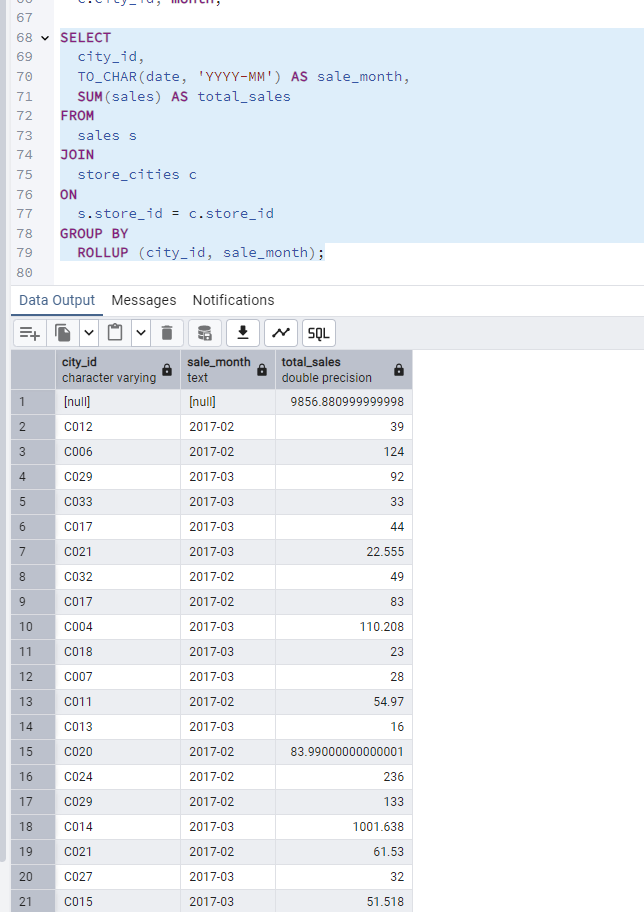 67
68 SELECT
69 city_id,
70 TO_CHAR(date, 'YYYY-MM') AS sale_month,
71 SUM(sales) AS total_sales
72 FROM
73 sales s
74 JOIN
75 store_cities c
76 ON
77 s.store_id = c.store_id
78 GROUP BY
79 ROLLUP (city_id, sale_month);
80
Data Output Messages Notifications
SQL
city_id sale_month total_sales
character varying text double precision
1 [null] [null] 9856.880999999998
2 C012 2017-02 39
3 C006 2017-02 124
4 C029 2017-03 92
5 C033 2017-03 33
6 C017 2017-03 44
7 C021 2017-03 22.555
8 C032 2017-02 49
9 C017 2017-02 83
10 C004 2017-03 110.208
11 C018 2017-03 23
12 C007 2017-03 28
13 C011 2017-02 54.97
14 C013 2017-03 16
15 C020 2017-02 83.99000000000001
16 C024 2017-02 236
17 C029 2017-02 133
18 C014 2017-03 1001.638
19 C021 2017-02 61.53
20 C027 2017-03 32
21 C015 2017-03 51.518